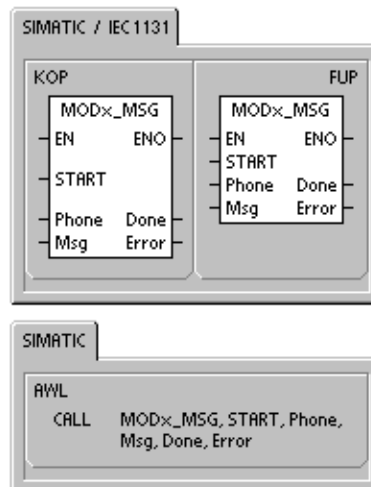 SIMATIC / IEC1131
KOP
MODx_MSG
EN ENO
START
Phone Done
Msg Error
FUP
MODx_MSG
EN ENO
START
Phone Done
Msg Error
SIMATIC
AWL
CALL MODx_MSG, START, Phone,
Msg, Done, Error